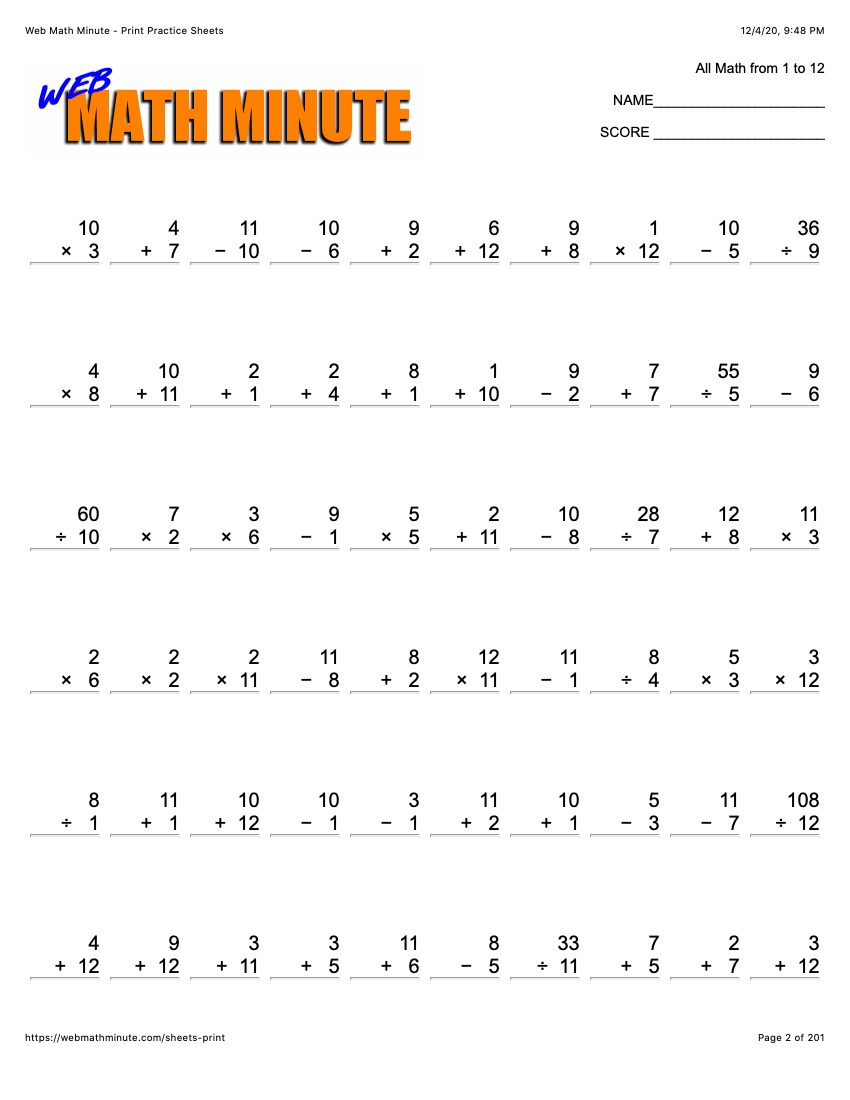 Web Math Minute - Print Practice Sheets 12/4/20, 9:48 PM
WEB
MATH MINUTE
All Math from 1 to 12
NAME______________________
SCORE ______________________
10 4 11 10 9 6 9 1 10 36
× 3 + 7 − 10 − 6 + 2 + 12 + 8 × 12 − 5 ÷ 9
4 10 2 2 8 1 9 7 55 9
× 8 + 11 + 1 + 4 + 1 + 10 − 2 + 7 ÷ 5 − 6
60 7 3 9 5 2 10 28 12 11
÷ 10 × 2 × 6 − 1 × 5 + 11 − 8 ÷ 7 + 8 × 3
2 2 2 11 8 12 11 8 5 3
× 6 × 2 × 11 − 8 + 2 × 11 − 1 ÷ 4 × 3 × 12
8 11 10 10 3 11 10 5 11 108
÷ 1 + 1 + 12 − 1 − 1 + 2 + 1 − 3 − 7 ÷ 12
4 9 3 3 11 8 33 7 2 3
+ 12 + 12 + 11 + 5 + 6 − 5 ÷ 11 + 5 + 7 + 12
https://webmathminute.com/sheets-print Page 2 of 201